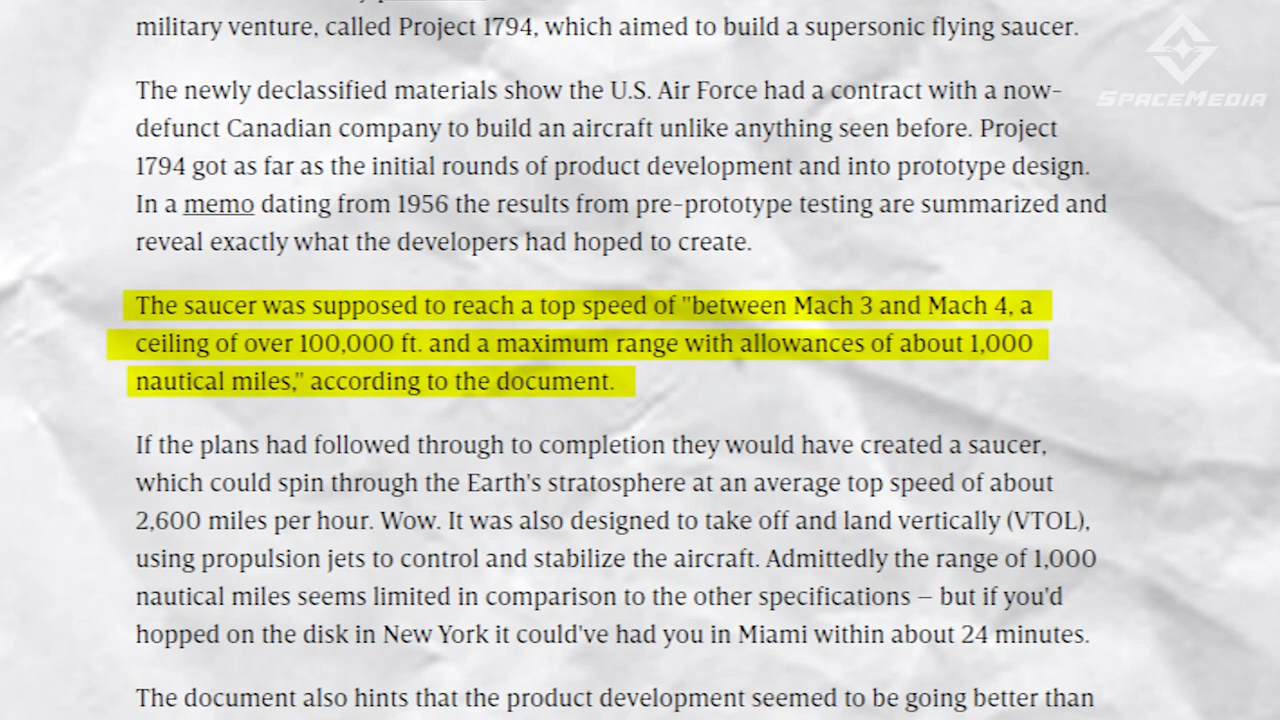 military venture, called Project 1794, which aimed to build a supersonic flying saucer.
SPACEMEDIA
The newly declassified materials show the U.S. Air Force had a contract with a now-
defunct Canadian company to build an aircraft unlike anything seen before. Project
1794 got as far as the initial rounds of product development and into prototype design.
In a memo dating from 1956 the results from pre-prototype testing are summarized and
reveal exactly what the developers had hoped to create.
The saucer was supposed to reach a top speed of "between Mach 3 and Mach 4, a
ceiling of over 100,000 ft. and a maximum range with allowances of about 1,000
nautical miles," according to the document.
If the plans had followed through to completion they would have created a saucer,
which could spin through the Earth's stratosphere at an average top speed of about
2,600 miles per hour. Wow. It was also designed to take off and land vertically (VTOL),
using propulsion jets to control and stabilize the aircraft. Admittedly the range of 1,000
nautical miles seems limited in comparison to the other specifications – but if you'd
hopped on the disk in New York it could've had you in Miami within about 24 minutes.
The document also hints that the product development seemed to be going better than